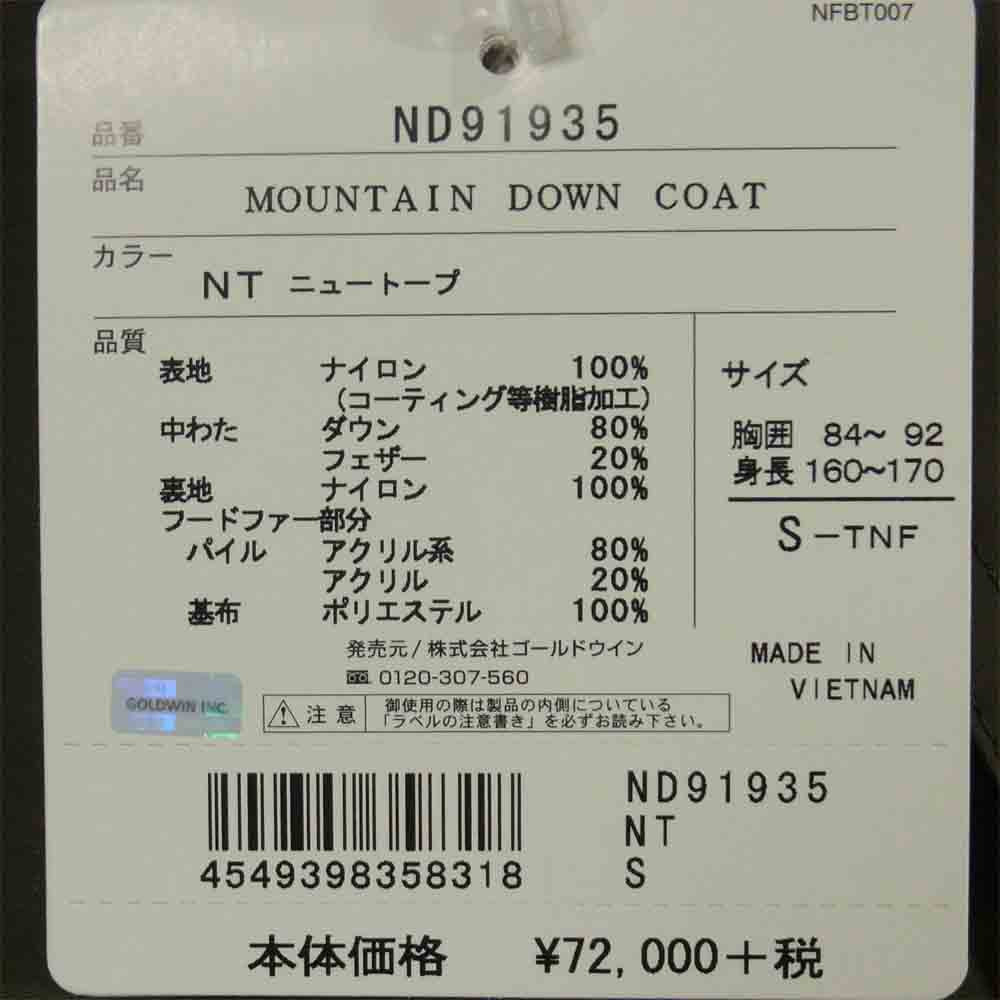 NFBT007
品番 ND91935
品名 MOUNTAIN DOWN COAT
カラー NT ニュートープ
品質
表地 ナイロン 100%
(コーティング等樹脂加工)
中わた ダウン 80%
フェザー 20%
裏地 ナイロン 100%
フードファー部分
パイル アクリル系 80%
アクリル 20%
基布 ポリエステル 100%
サイズ
胸囲 84~ 92
身長 160~170
S-TNF
発売元/株式会社ゴールドウイン
0120-307-560
MADE IN
VIETNAM
GOLDWIN INC.
注意
御使用の際は製品の内側についている
「ラベルの注意書き」を必ずお読み下さい。
4549398358318
ND91935
NT
S
本体価格 ¥72,000+税